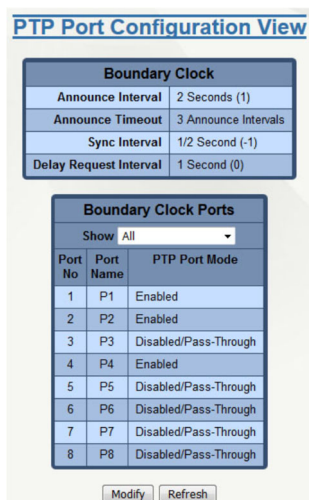 PTP Port Configuration View
Boundary Clock
Announce Interval 2 Seconds (1)
Announce Timeout 3 Announce Intervals
Sync Interval 1/2 Second (-1)
Delay Request Interval 1 Second (0)
Boundary Clock Ports
Show All
Port No Port Name PTP Port Mode
1 P1 Enabled
2 P2 Enabled
3 P3 Disabled/Pass-Through
4 P4 Enabled
5 P5 Disabled/Pass-Through
6 P6 Disabled/Pass-Through
7 P7 Disabled/Pass-Through
8 P8 Disabled/Pass-Through
Modify Refresh